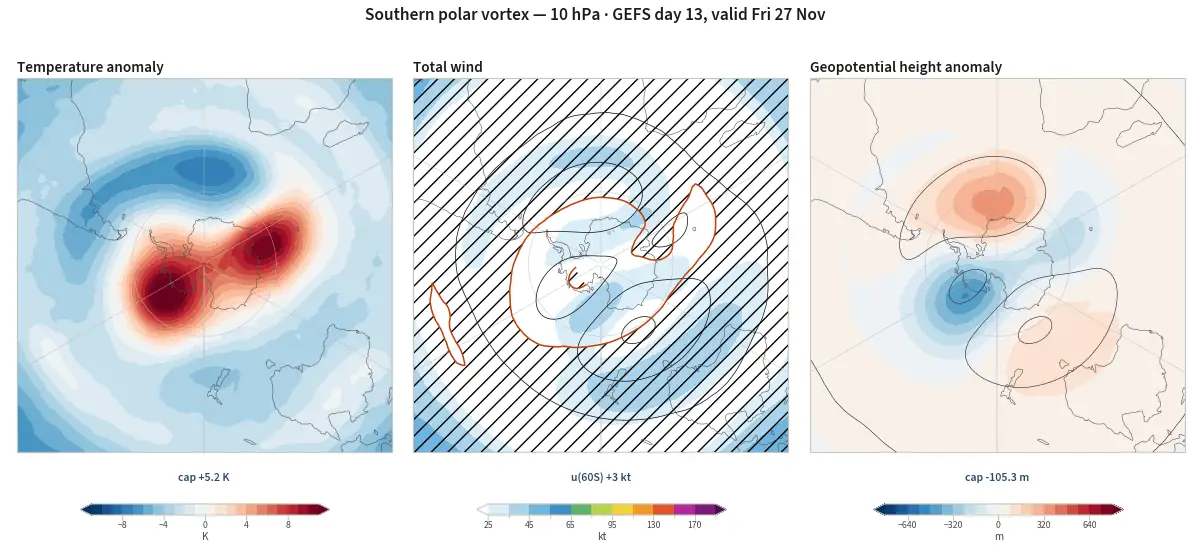 Southern polar vortex — 10 hPa · GEFS day 13, valid Fri 27 Nov
Temperature anomaly
Total wind
Geopotential height anomaly
cap +5.2 K
u(60S) +3 kt
cap -105.3 m
−8 −4 0 4 8
K
25 45 65 95 130 170
kt
−640 −320 0 320 640
m